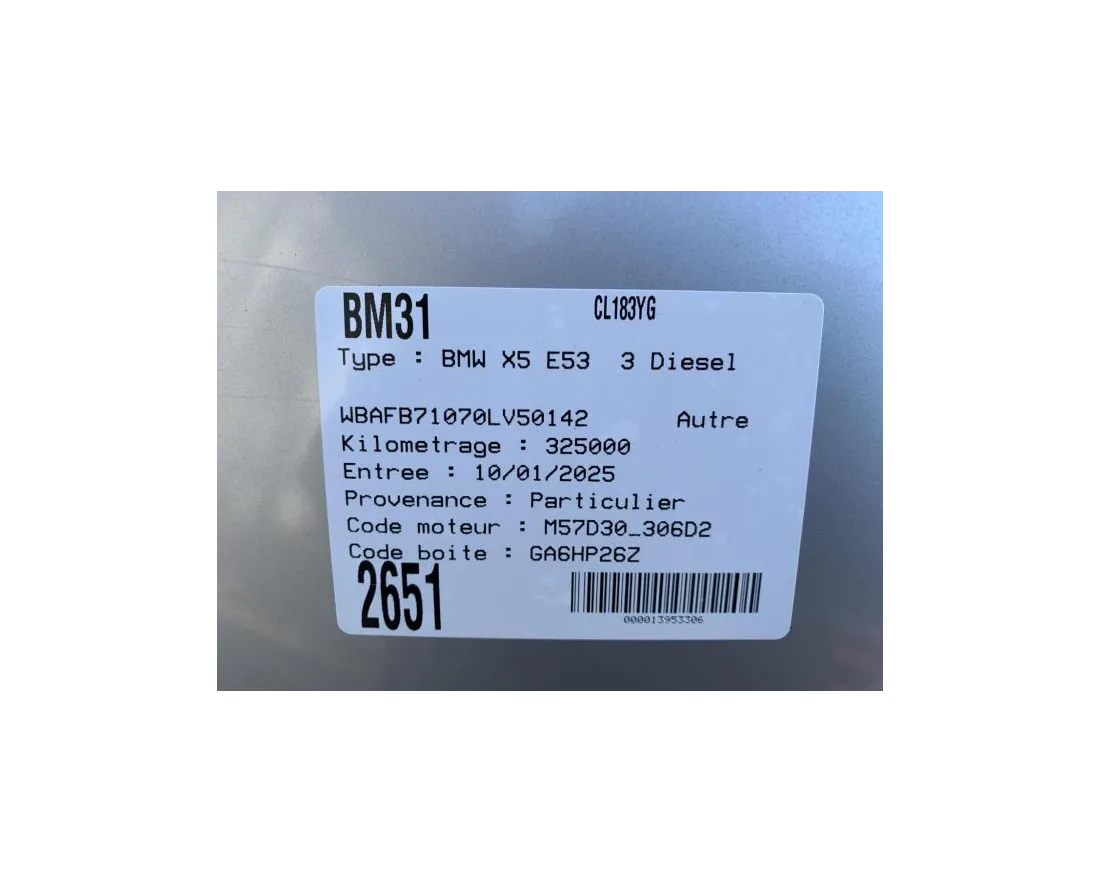 BM31 CL183YG
Type : BMW X5 E53 3 Diesel
WBAFB71070LV50142 Autre
Kilometrage : 325000
Entree : 10/01/2025
Provenance : Particulier
Code moteur : M57D30_306D2
Code boite : GA6HP26Z
2651
000013953306